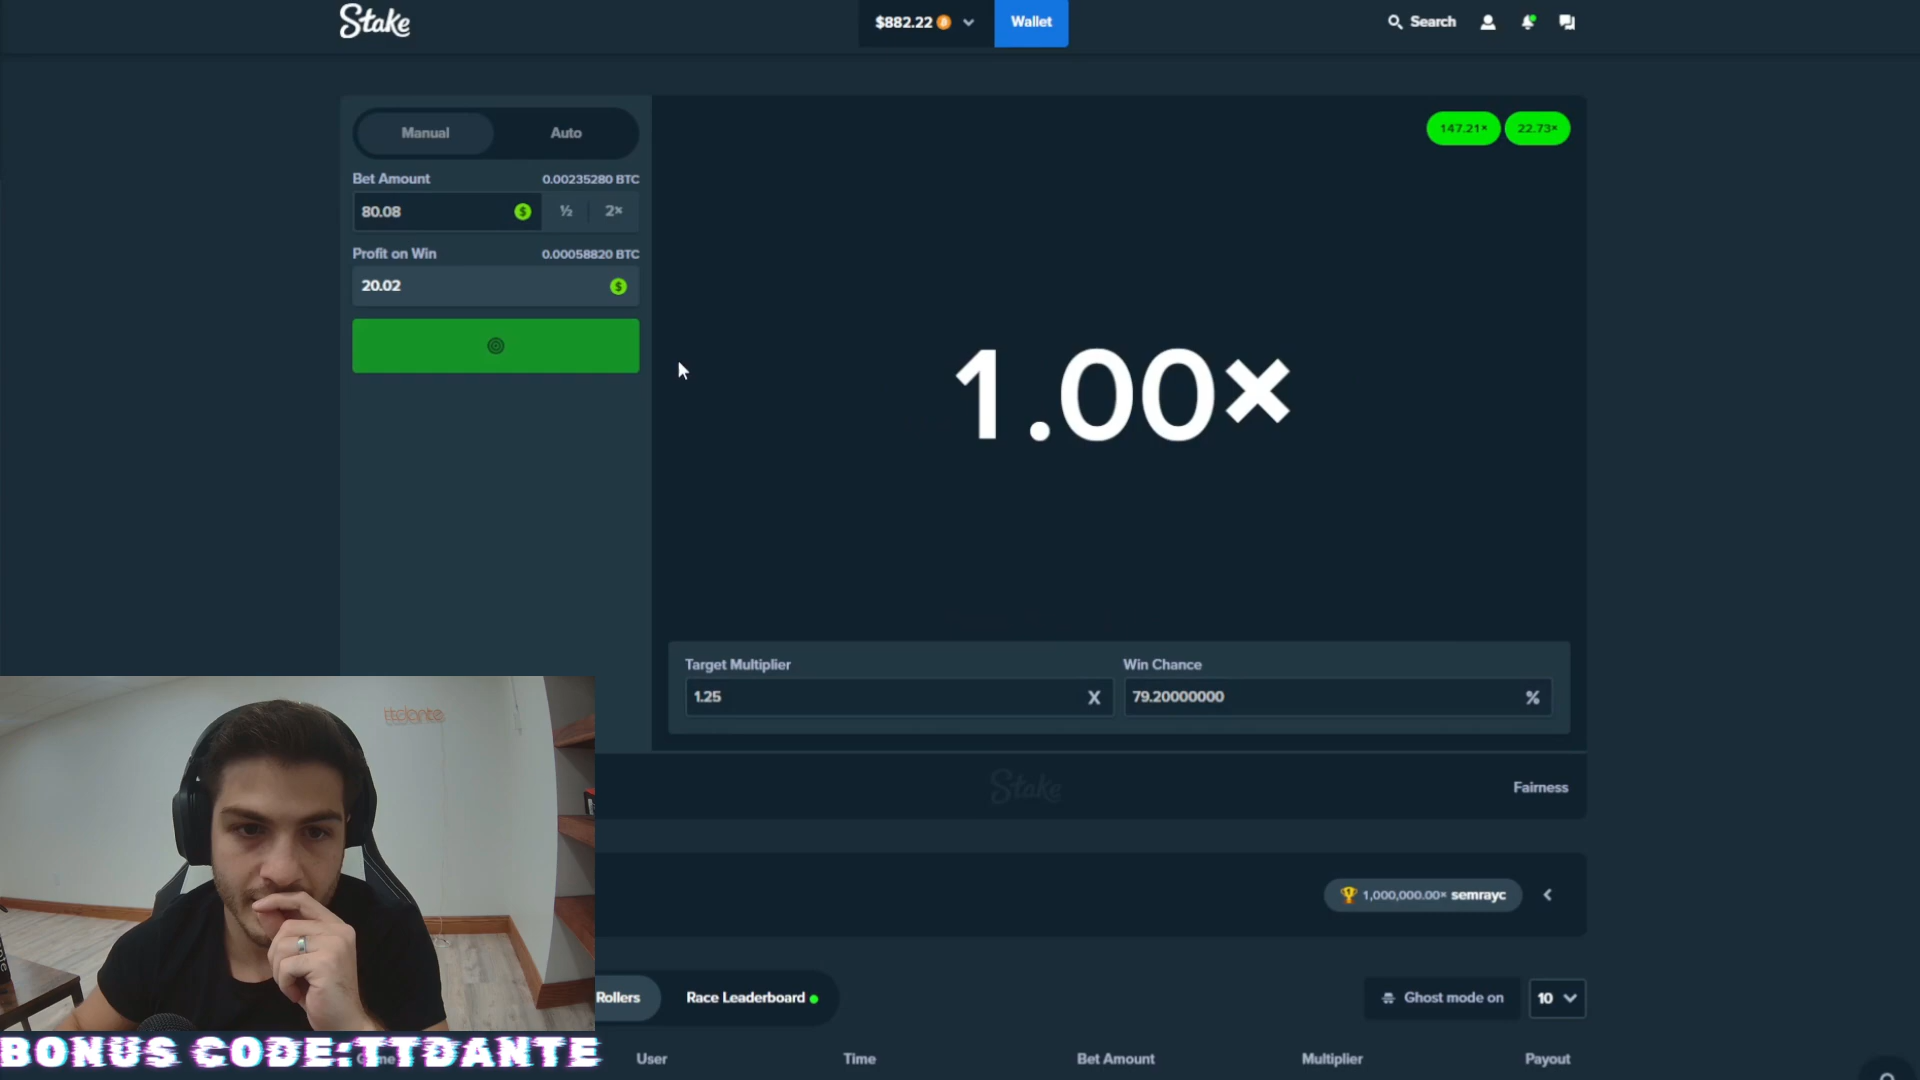 Stake
$882.22
Wallet
Search
Manual
Auto
147.21×
22.73×
Bet Amount
0.00235280 BTC
80.08
$
½
2×
Profit on Win
0.00058820 BTC
20.02
$
1.00×
Target Multiplier
Win Chance
1.25
X
79.20000000
%
ttdante
Stake
Fairness
1,000,000.00× semrayc
Rollers
Race Leaderboard
Ghost mode on
10
BONUS CODE:TTDANTE
User
Time
Bet Amount
Multiplier
Payout